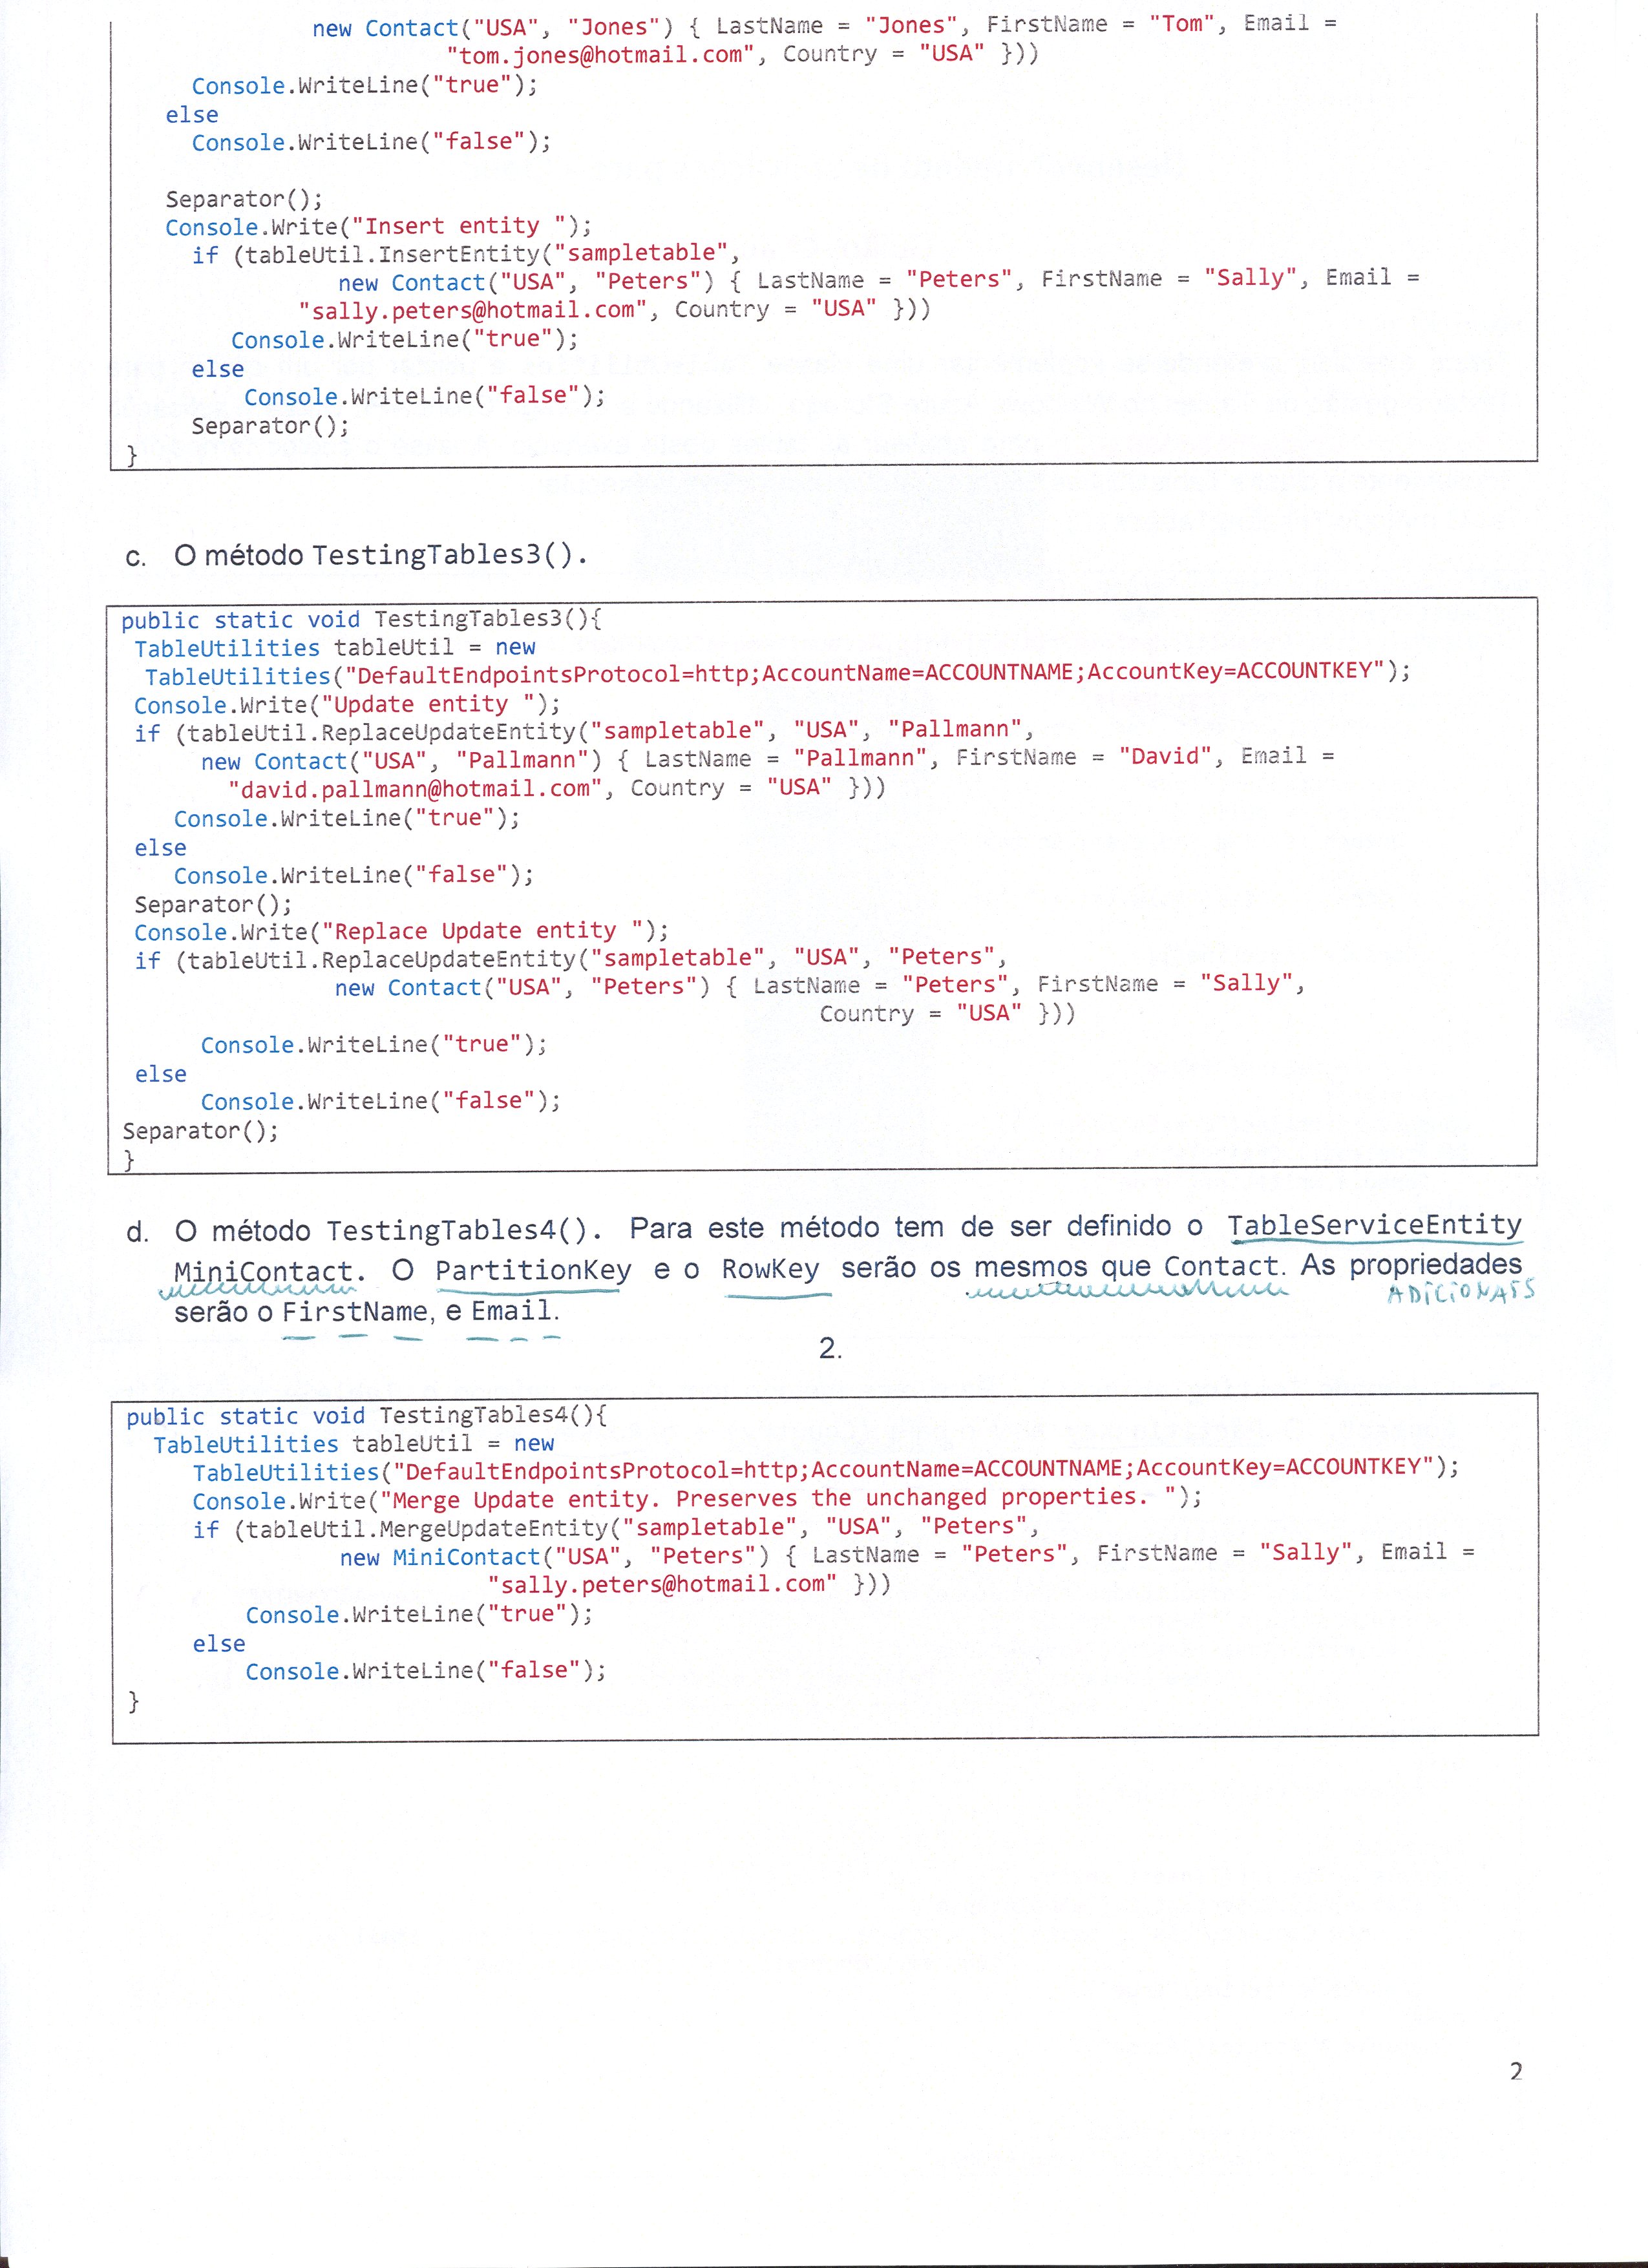 new Contact("USA", "Jones") { LastName = "Jones", FirstName = "Tom", Email =
"tom.jones@hotmail.com", Country = "USA" }))
Console.WriteLine("true");
else
Console.WriteLine("false");
Separator();
Console.Write("Insert entity ");
if (tableUtil.InsertEntity("sampletable",
new Contact("USA", "Peters") { LastName = "Peters", FirstName = "Sally", Email =
"sally.peters@hotmail.com", Country = "USA" }))
Console.WriteLine("true");
else
Console.WriteLine("false");
Separator();
}
c. O método TestingTables3().
public static void TestingTables3(){
TableUtilities tableUtil = new
TableUtilities("DefaultEndpointsProtocol=http;AccountName=ACCOUNTNAME;AccountKey=ACCOUNTKEY");
Console.Write("Update entity ");
if (tableUtil.ReplaceUpdateEntity("sampletable", "USA", "Pallmann",
new Contact("USA", "Pallmann") { LastName = "Pallmann", FirstName = "David", Email =
"david.pallmann@hotmail.com", Country = "USA" }))
Console.WriteLine("true");
else
Console.WriteLine("false");
Separator();
Console.Write("Replace Update entity ");
if (tableUtil.ReplaceUpdateEntity("sampletable", "USA", "Peters",
new Contact("USA", "Peters") { LastName = "Peters", FirstName = "Sally",
Country = "USA" }))
Console.WriteLine("true");
else
Console.WriteLine("false");
Separator();
}
d. O método TestingTables4(). Para este método tem de ser definido o TableServiceEntity
MiniContact. O PartitionKey e o RowKey serão os mesmos que Contact. As propriedades
ADICIONAIS
serão o FirstName, e Email.
2.
public static void TestingTables4(){
TableUtilities tableUtil = new
TableUtilities("DefaultEndpointsProtocol=http;AccountName=ACCOUNTNAME;AccountKey=ACCOUNTKEY");
Console.Write("Merge Update entity. Preserves the unchanged properties. ");
if (tableUtil.MergeUpdateEntity("sampletable", "USA", "Peters",
new MiniContact("USA", "Peters") { LastName = "Peters", FirstName = "Sally", Email =
"sally.peters@hotmail.com" }))
Console.WriteLine("true");
else
Console.WriteLine("false");
}
2